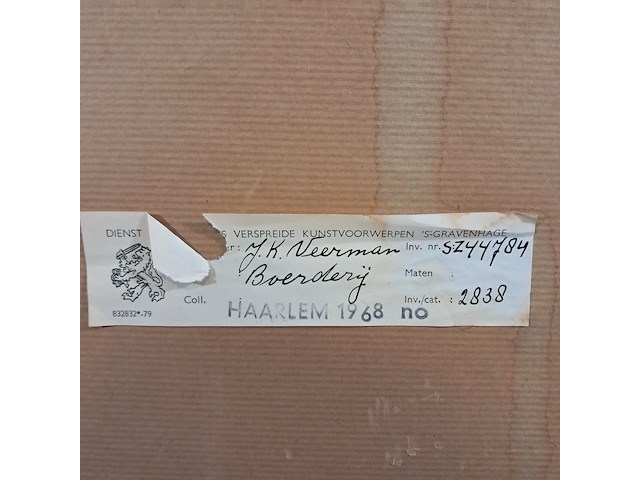 DIENST VERSPREIDE KUNSTVOORWERPEN 'S-GRAVENHAGE
J.K. Veerman Inv. nr. SZ44784
Boerderij Maten :
Coll. Inv./cat. : 2838
832832*-79 HAARLEM 1968 no